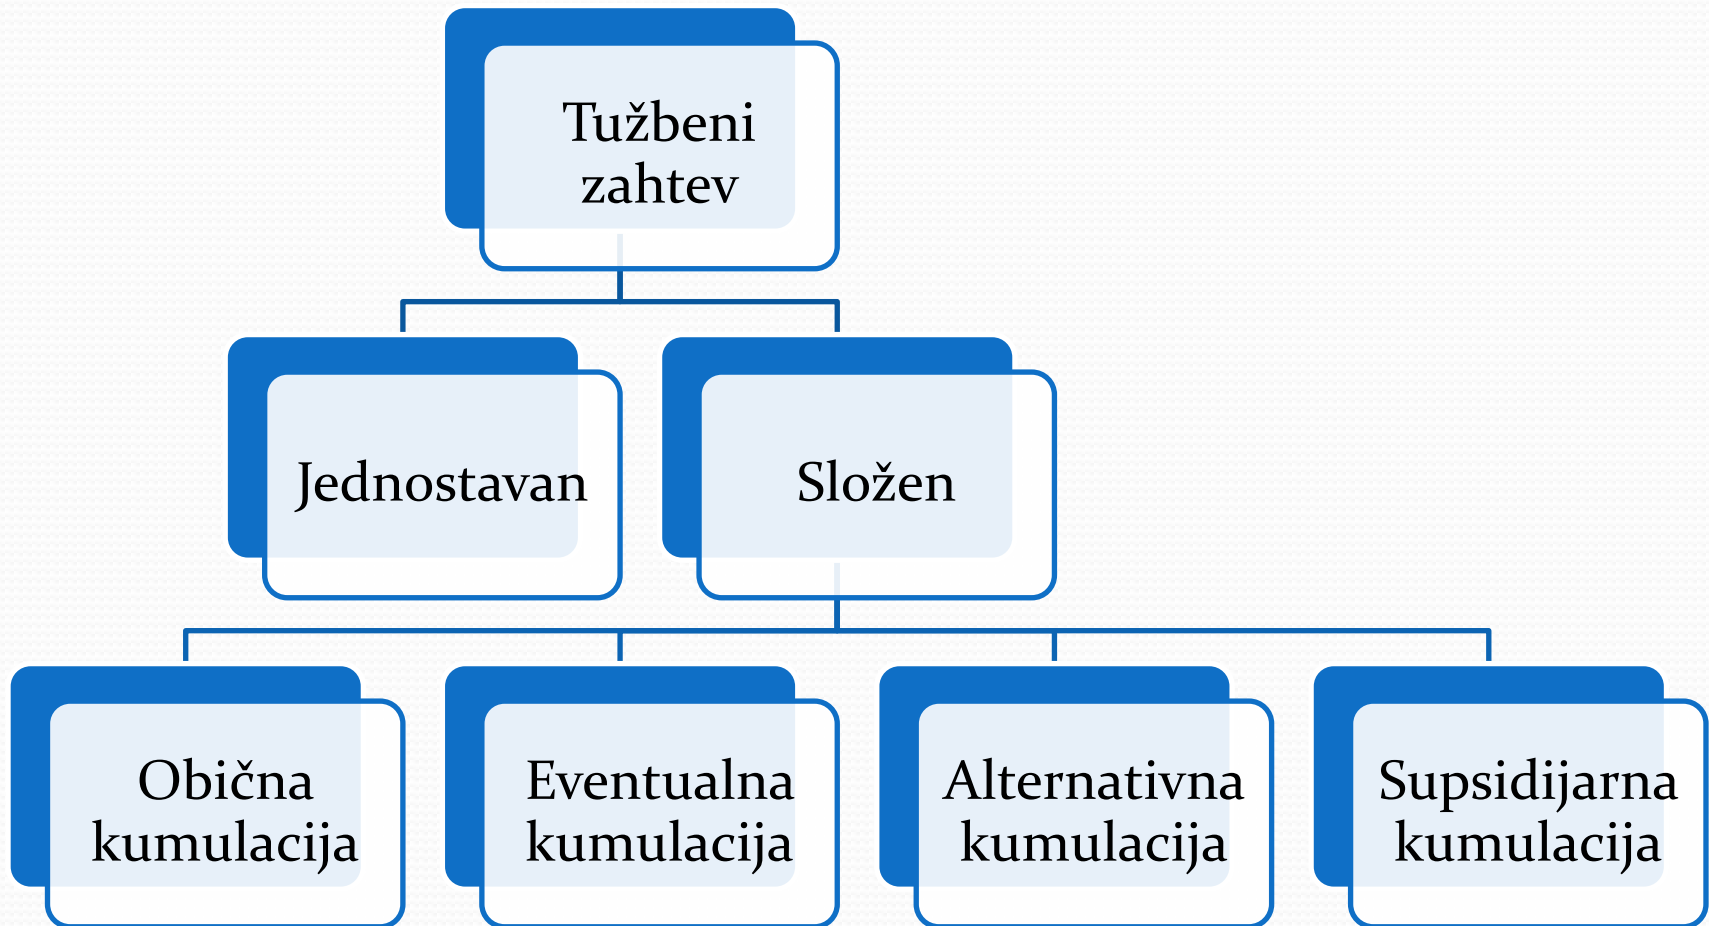 Tužbeni
zahtev
Jednostavan
Složen
Obična
kumulacija
Eventualna
kumulacija
Alternativna
kumulacija
Supsidijarna
kumulacija